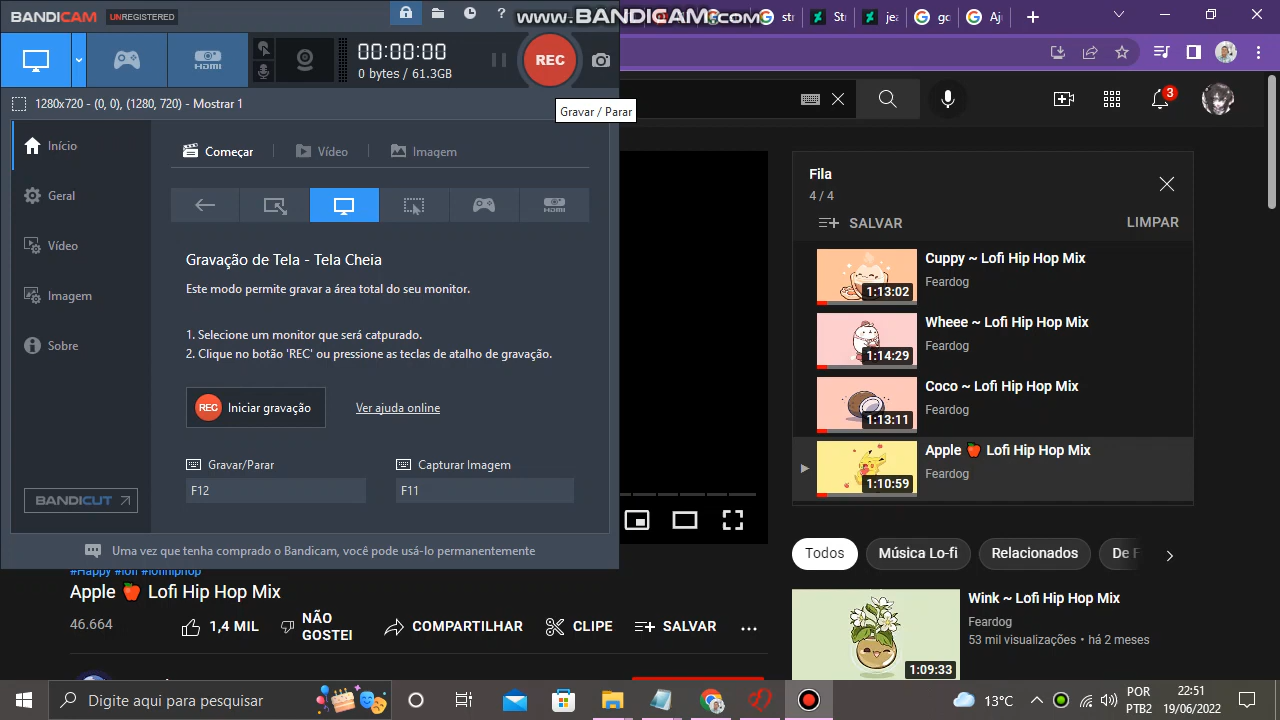 BANDICAM UNREGISTERED
www.BANDICAM.com
St
jea
Aj
HDMI
00:00:00
0 bytes / 61.3GB
REC
1280x720 - (0, 0), (1280, 720) - Mostrar 1
Gravar / Parar
3
Início
Geral
Vídeo
Imagem
Sobre
BANDICUT
Começar
Vídeo
Imagem
HDMI
Gravação de Tela - Tela Cheia
Este modo permite gravar a área total do seu monitor.
1. Selecione um monitor que será catpurado.
2. Clique no botão 'REC' ou pressione as teclas de atalho de gravação.
REC Iniciar gravação
Ver ajuda online
Gravar/Parar
F12
Capturar Imagem
F11
Uma vez que tenha comprado o Bandicam, você pode usá-lo permanentemente
Fila
4 / 4
SALVAR
LIMPAR
1:13:02
Cuppy ~ Lofi Hip Hop Mix
Feardog
1:14:29
Wheee ~ Lofi Hip Hop Mix
Feardog
1:13:11
Coco ~ Lofi Hip Hop Mix
Feardog
1:10:59
Apple 🍎 Lofi Hip Hop Mix
Feardog
Todos
Música Lo-fi
Relacionados
De F
1:09:33
Wink ~ Lofi Hip Hop Mix
Feardog
53 mil visualizações • há 2 meses
#Happy #lofi #lofihiphop
Apple 🍎 Lofi Hip Hop Mix
46.664
1,4 MIL
NÃO
GOSTEI
COMPARTILHAR
CLIPE
SALVAR
Digite aqui para pesquisar
13°C
POR
PTB2
22:51
19/06/2022